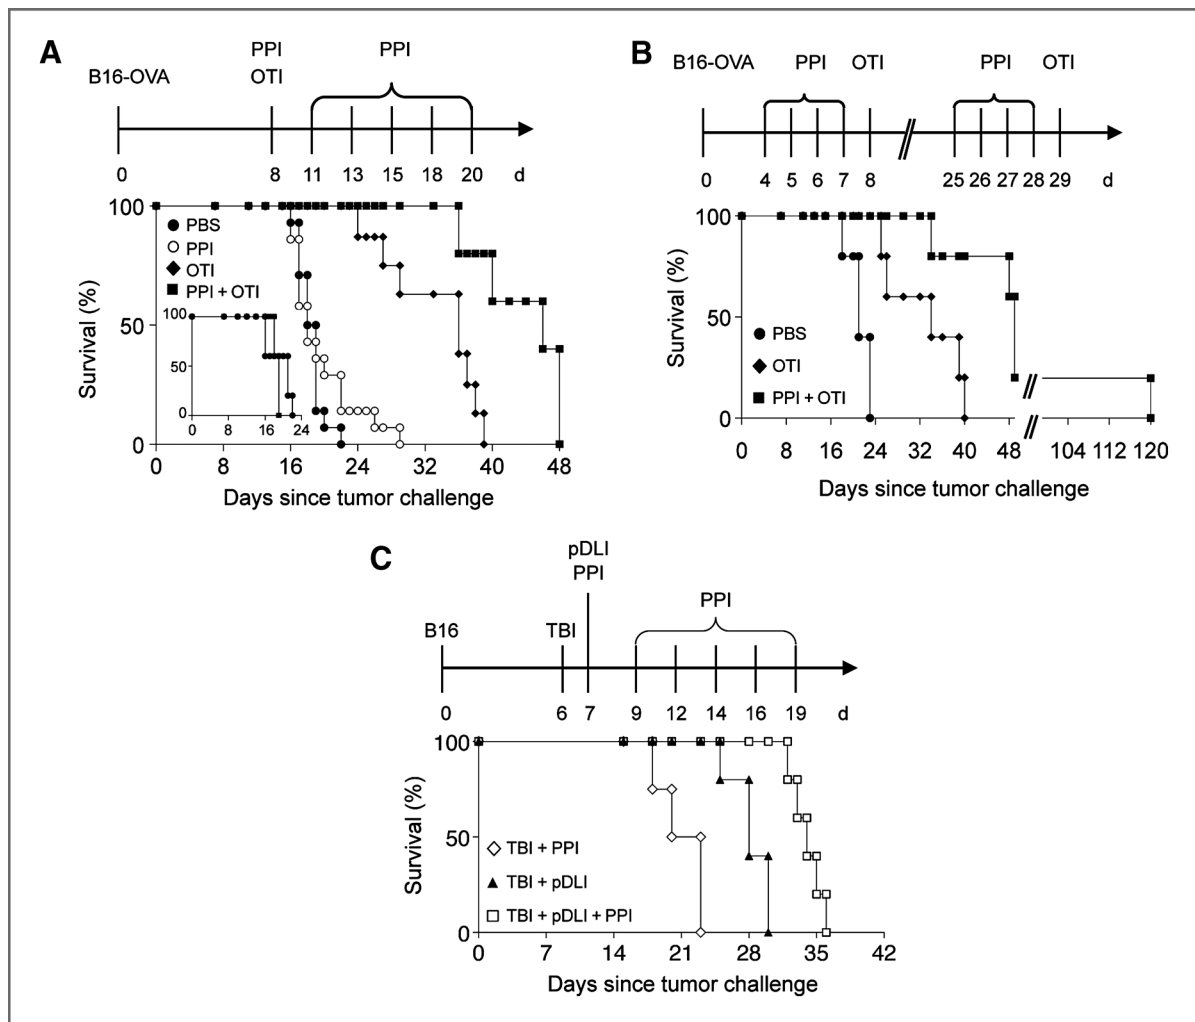 A
PPI PPI
B16-OVA OTI
0 8 11 13 15 18 20 d
100
50
0
Survival (%)
PBS
PPI
OTI
PPI + OTI
100
50
0
0 8 16 24
0 8 16 24 32 40 48
Days since tumor challenge
B
B16-OVA PPI OTI PPI OTI
0 4 5 6 7 8 25 26 27 28 29 d
100
50
0
Survival (%)
PBS
OTI
PPI + OTI
0 8 16 24 32 40 48 104 112 120
Days since tumor challenge
C
pDLI
PPI
PPI
B16 TBI
0 6 7 9 12 14 16 19 d
100
50
0
Survival (%)
TBI + PPI
TBI + pDLI
TBI + pDLI + PPI
0 7 14 21 28 35 42
Days since tumor challenge